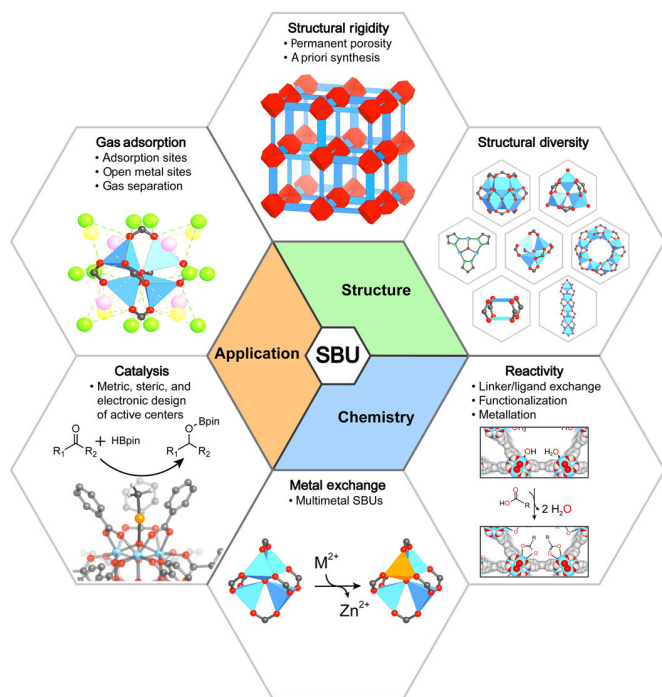 Structural rigidity
• Permanent porosity
• A priori synthesis
Gas adsorption
• Adsorption sites
• Open metal sites
• Gas separation
Structural diversity
Structure
Application
SBU
Chemistry
Catalysis
• Metric, steric, and
electronic design
of active centers
O
R1 R2
+ HBpin
O Bpin
R1 R2
Reactivity
• Linker/ligand exchange
• Functionalization
• Metallation
OH H2O
HO O R
2 H2O
R R
O O O O
Metal exchange
• Multimetal SBUs
M2+
Zn2+